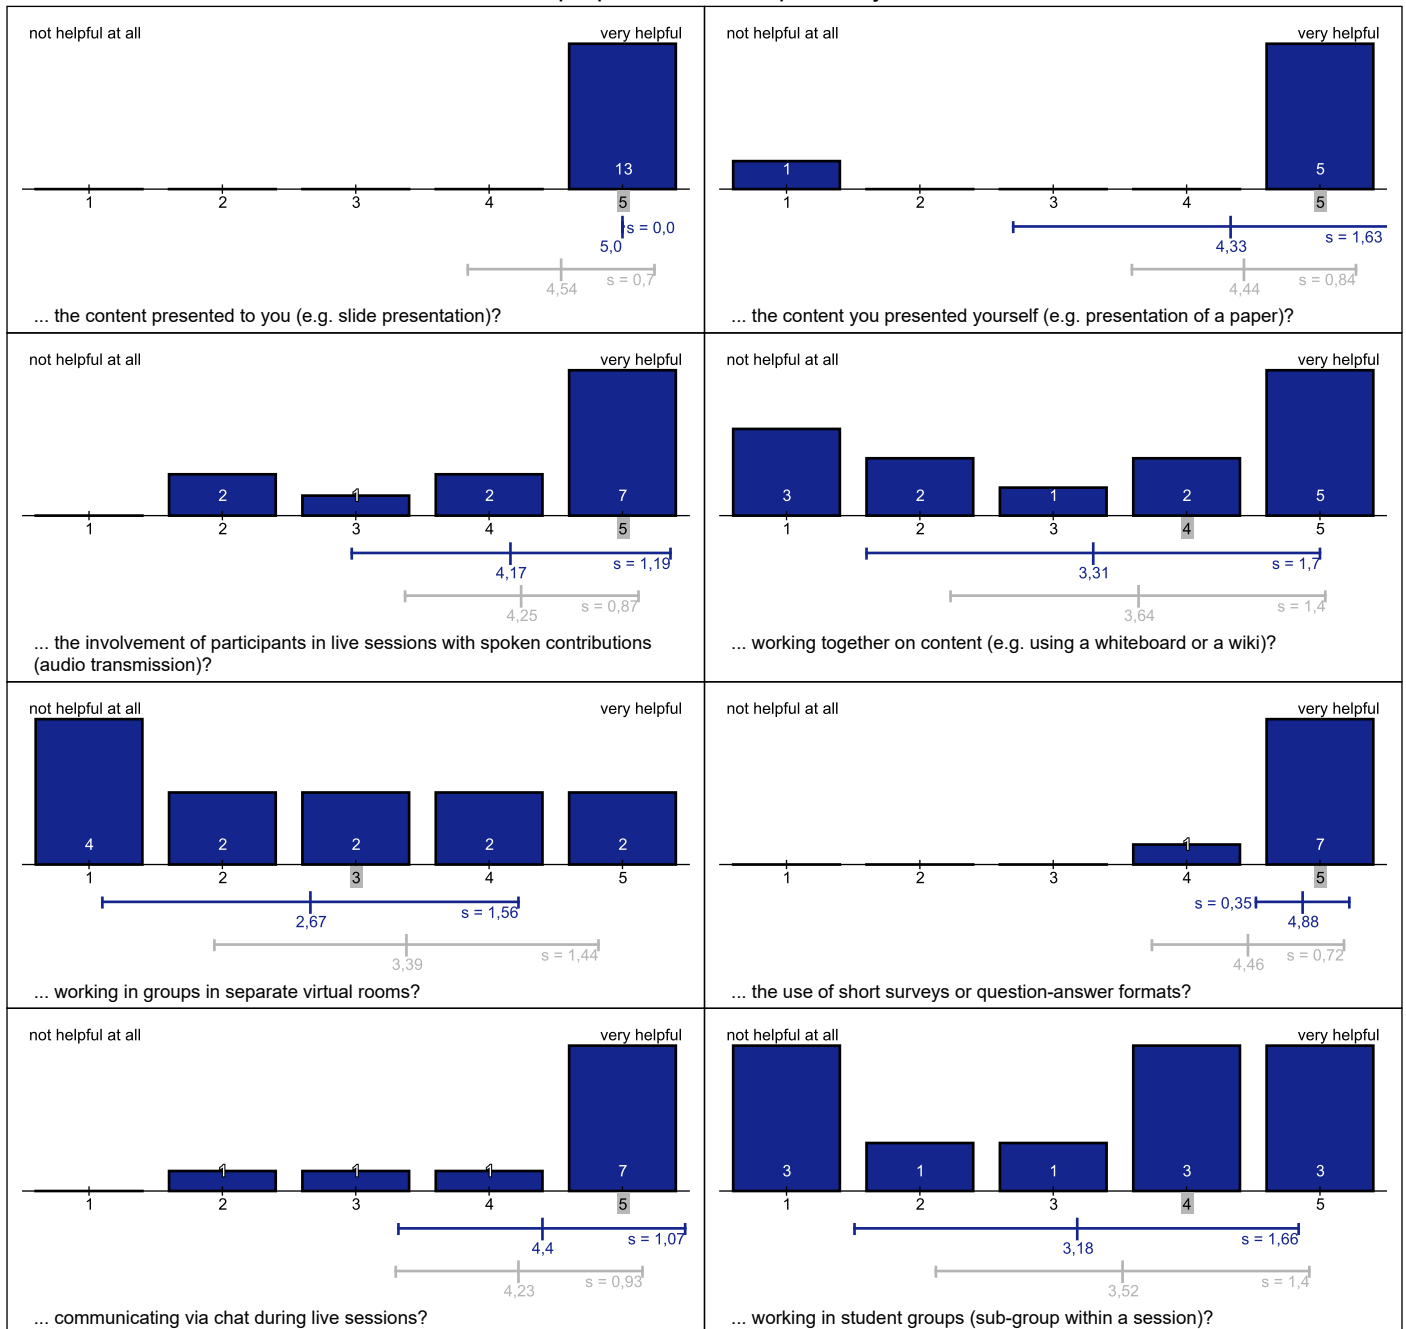 not helpful at all very helpful
13
1 2 3 4 5
s = 0,0
5,0
s = 0,7
4,54
... the content presented to you (e.g. slide presentation)?
not helpful at all very helpful
1 5
1 2 3 4 5
s = 1,63
4,33
s = 0,84
4,44
... the content you presented yourself (e.g. presentation of a paper)?
not helpful at all very helpful
2 1 2 7
1 2 3 4 5
s = 1,19
4,17
s = 0,87
4,25
... the involvement of participants in live sessions with spoken contributions
(audio transmission)?
not helpful at all very helpful
3 2 1 2 5
1 2 3 4 5
s = 1,7
3,31
s = 1,4
3,64
... working together on content (e.g. using a whiteboard or a wiki)?
not helpful at all very helpful
4 2 2 2 2
1 2 3 4 5
s = 1,56
2,67
s = 1,44
3,39
... working in groups in separate virtual rooms?
not helpful at all very helpful
1 7
1 2 3 4 5
s = 0,35
4,88
s = 0,72
4,46
... the use of short surveys or question-answer formats?
not helpful at all very helpful
1 1 1 7
1 2 3 4 5
s = 1,07
4,4
s = 0,93
4,23
... communicating via chat during live sessions?
not helpful at all very helpful
3 1 1 3 3
1 2 3 4 5
s = 1,66
3,18
s = 1,4
3,52
... working in student groups (sub-group within a session)?